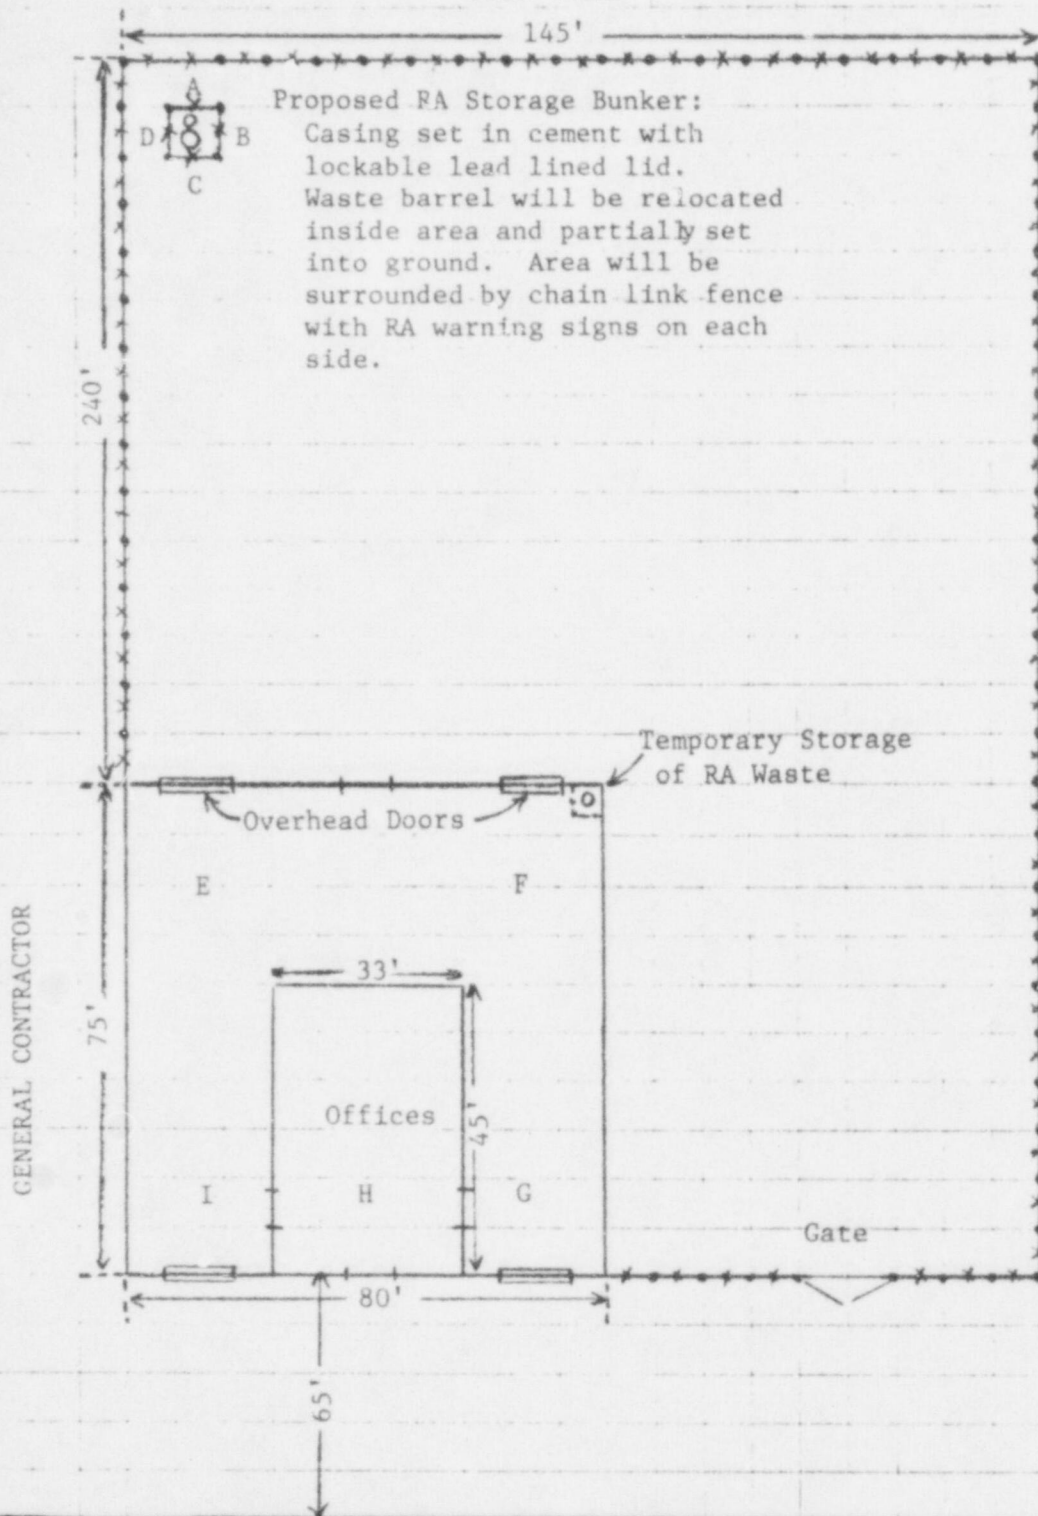 145'
A
D
B
C
Proposed RA Storage Bunker:
Casing set in cement with
lockable lead lined lid.
Waste barrel will be relocated
inside area and partially set
into ground. Area will be
surrounded by chain link fence
with RA warning signs on each
side.
240'
Temporary Storage
of RA Waste
Overhead Doors
E
F
GENERAL CONTRACTOR
75'
33'
Offices
45'
I
H
G
Gate
80'
65'